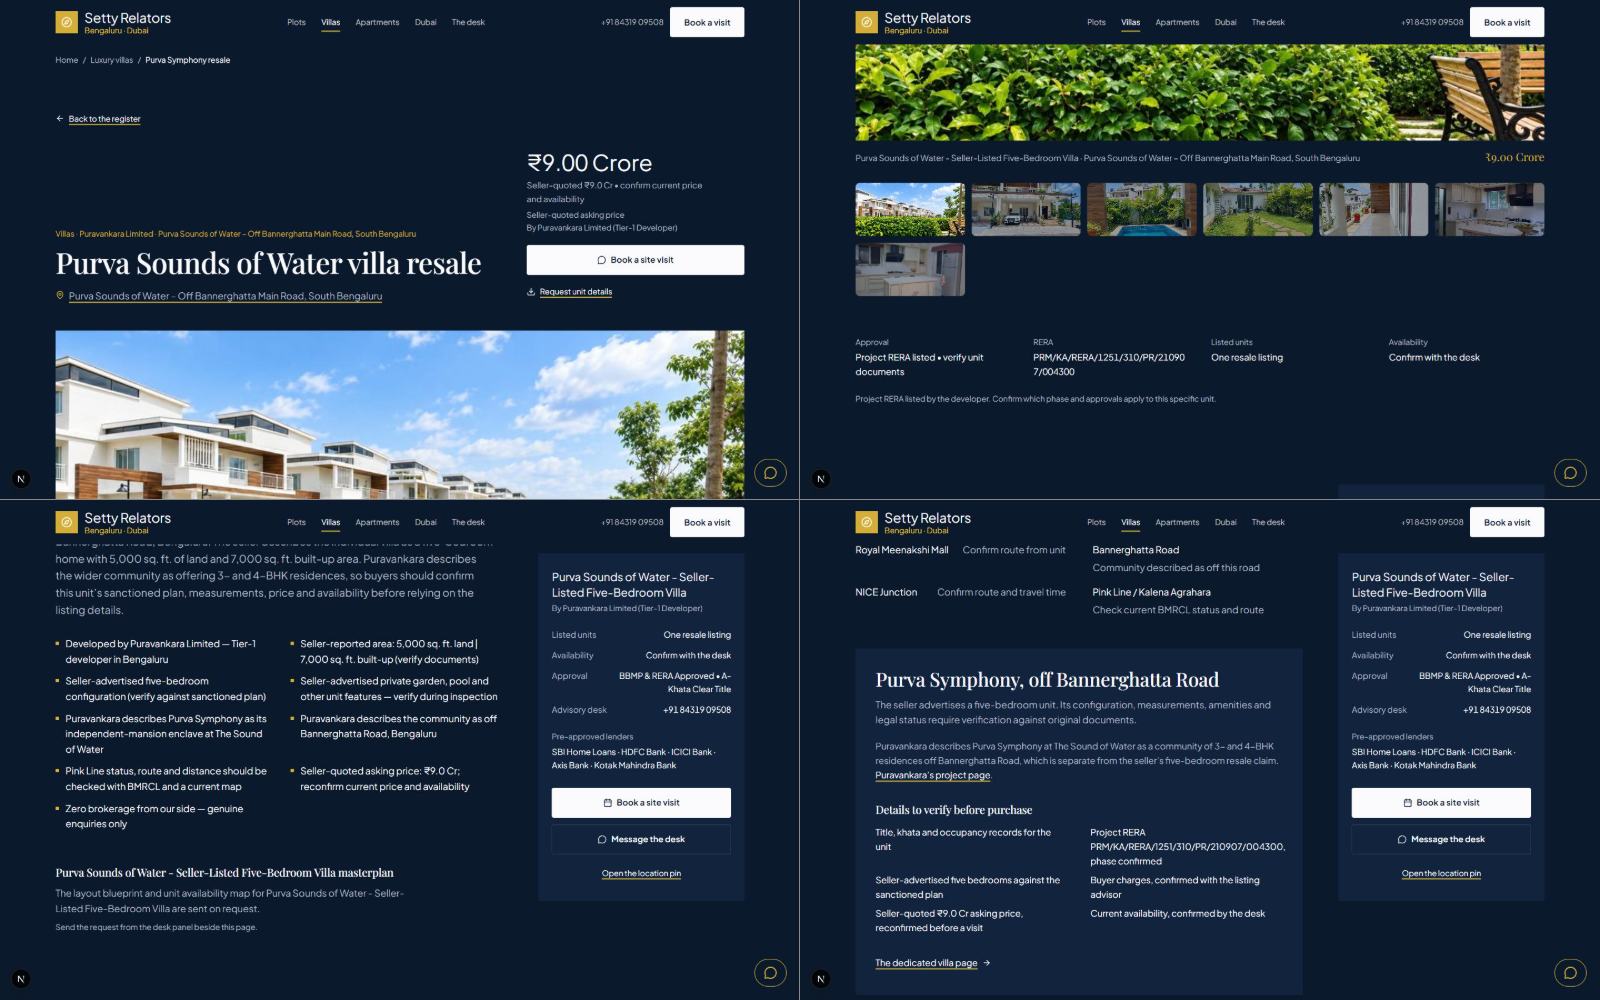 Setty Relators
Bengaluru · Dubai
Plots
Villas
Apartments
Dubai
The desk
+91 84319 09508
Book a visit
Home / Luxury villas / Purva Symphony resale
Back to the register
₹9.00 Crore
Seller-quoted ₹9.0 Cr • confirm current price
and availability
Seller-quoted asking price
By Puravankara Limited (Tier-1 Developer)
Villas · Puravankara Limited · Purva Sounds of Water – Off Bannerghatta Main Road, South Bengaluru
Purva Sounds of Water villa resale
Purva Sounds of Water – Off Bannerghatta Main Road, South Bengaluru
Book a site visit
Request unit details
N
Setty Relators
Bengaluru · Dubai
Plots
Villas
Apartments
Dubai
The desk
+91 84319 09508
Book a visit
Purva Sounds of Water - Seller-Listed Five-Bedroom Villa · Purva Sounds of Water – Off Bannerghatta Main Road, South Bengaluru
₹9.00 Crore
Approval
Project RERA listed • verify unit
documents
RERA
PRM/KA/RERA/1251/310/PR/21090
7/004300
Listed units
One resale listing
Availability
Confirm with the desk
Project RERA listed by the developer. Confirm which phase and approvals apply to this specific unit.
N
Setty Relators
Bengaluru · Dubai
Plots
Villas
Apartments
Dubai
The desk
+91 84319 09508
Book a visit
home with 5,000 sq. ft. of land and 7,000 sq. ft. built-up area. Puravankara describes
the wider community as offering 3– and 4–BHK residences, so buyers should confirm
this unit's sanctioned plan, measurements, price and availability before relying on the
listing details.
Developed by Puravankara Limited — Tier-1
developer in Bengaluru
Seller-reported area: 5,000 sq. ft. land |
7,000 sq. ft. built-up (verify documents)
Seller-advertised five-bedroom
configuration (verify against sanctioned plan)
Seller-advertised private garden, pool and
other unit features — verify during inspection
Puravankara describes Purva Symphony as its
independent-mansion enclave at The Sound
of Water
Puravankara describes the community as off
Bannerghatta Road, Bengaluru
Pink Line status, route and distance should be
checked with BMRCL and a current map
Seller-quoted asking price: ₹9.0 Cr;
reconfirm current price and availability
Zero brokerage from our side — genuine
enquiries only
Purva Sounds of Water - Seller-Listed Five-Bedroom Villa masterplan
The layout blueprint and unit availability map for Purva Sounds of Water - Seller-
Listed Five-Bedroom Villa are sent on request.
Send the request from the desk panel beside this page.
Purva Sounds of Water - Seller-
Listed Five-Bedroom Villa
By Puravankara Limited (Tier-1 Developer)
Listed units
One resale listing
Availability
Confirm with the desk
Approval
BBMP & RERA Approved • A-
Khata Clear Title
Advisory desk
+91 84319 09508
Pre-approved lenders
SBI Home Loans · HDFC Bank · ICICI Bank ·
Axis Bank · Kotak Mahindra Bank
Book a site visit
Message the desk
Open the location pin
N
Setty Relators
Bengaluru · Dubai
Plots
Villas
Apartments
Dubai
The desk
+91 84319 09508
Book a visit
Royal Meenakshi Mall
Confirm route from unit
Bannerghatta Road
Community described as off this road
NICE Junction
Confirm route and travel time
Pink Line / Kalena Agrahara
Check current BMRCL status and route
Purva Symphony, off Bannerghatta Road
The seller advertises a five-bedroom unit. Its configuration, measurements, amenities and
legal status require verification against original documents.
Puravankara describes Purva Symphony at The Sound of Water as a community of 3– and 4–BHK
residences off Bannerghatta Road, which is separate from the seller's five-bedroom resale claim.
Puravankara's project page.
Details to verify before purchase
Title, khata and occupancy records for the
unit
Project RERA
PRM/KA/RERA/1251/310/PR/210907/004300,
phase confirmed
Seller-advertised five bedrooms against the
sanctioned plan
Buyer charges, confirmed with the listing
advisor
Seller-quoted ₹9.0 Cr asking price,
reconfirmed before a visit
Current availability, confirmed by the desk
The dedicated villa page
Purva Sounds of Water - Seller-
Listed Five-Bedroom Villa
By Puravankara Limited (Tier-1 Developer)
Listed units
One resale listing
Availability
Confirm with the desk
Approval
BBMP & RERA Approved • A-
Khata Clear Title
Advisory desk
+91 84319 09508
Pre-approved lenders
SBI Home Loans · HDFC Bank · ICICI Bank ·
Axis Bank · Kotak Mahindra Bank
Book a site visit
Message the desk
Open the location pin
N